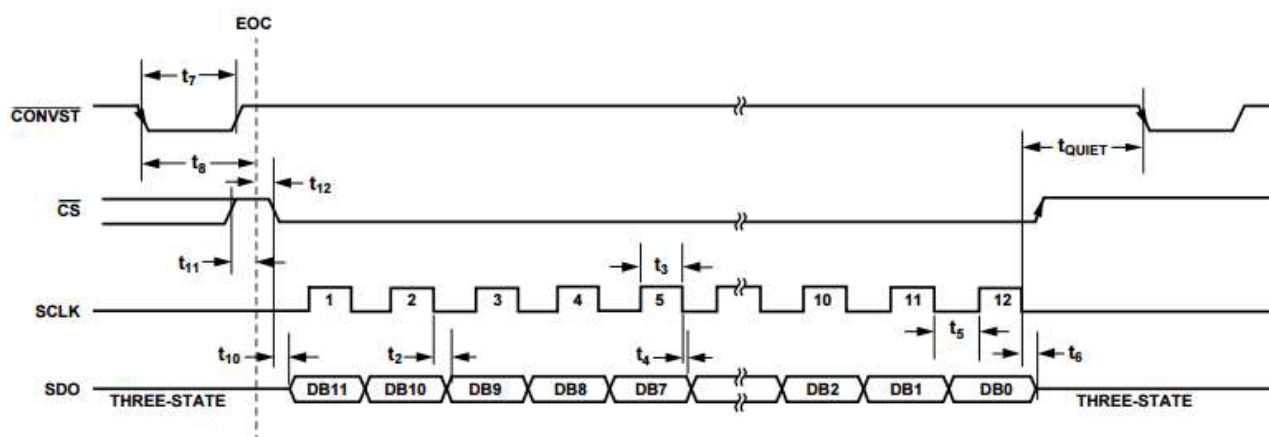 EOC
t7
CONVST
t8
tQUIET
t12
CS
t11
t3
SCLK
1 2 3 4 5 10 11 12
t5
t10
t2
t4
t6
SDO
DB11 DB10 DB9 DB8 DB7 DB2 DB1 DB0
THREE-STATE
THREE-STATE